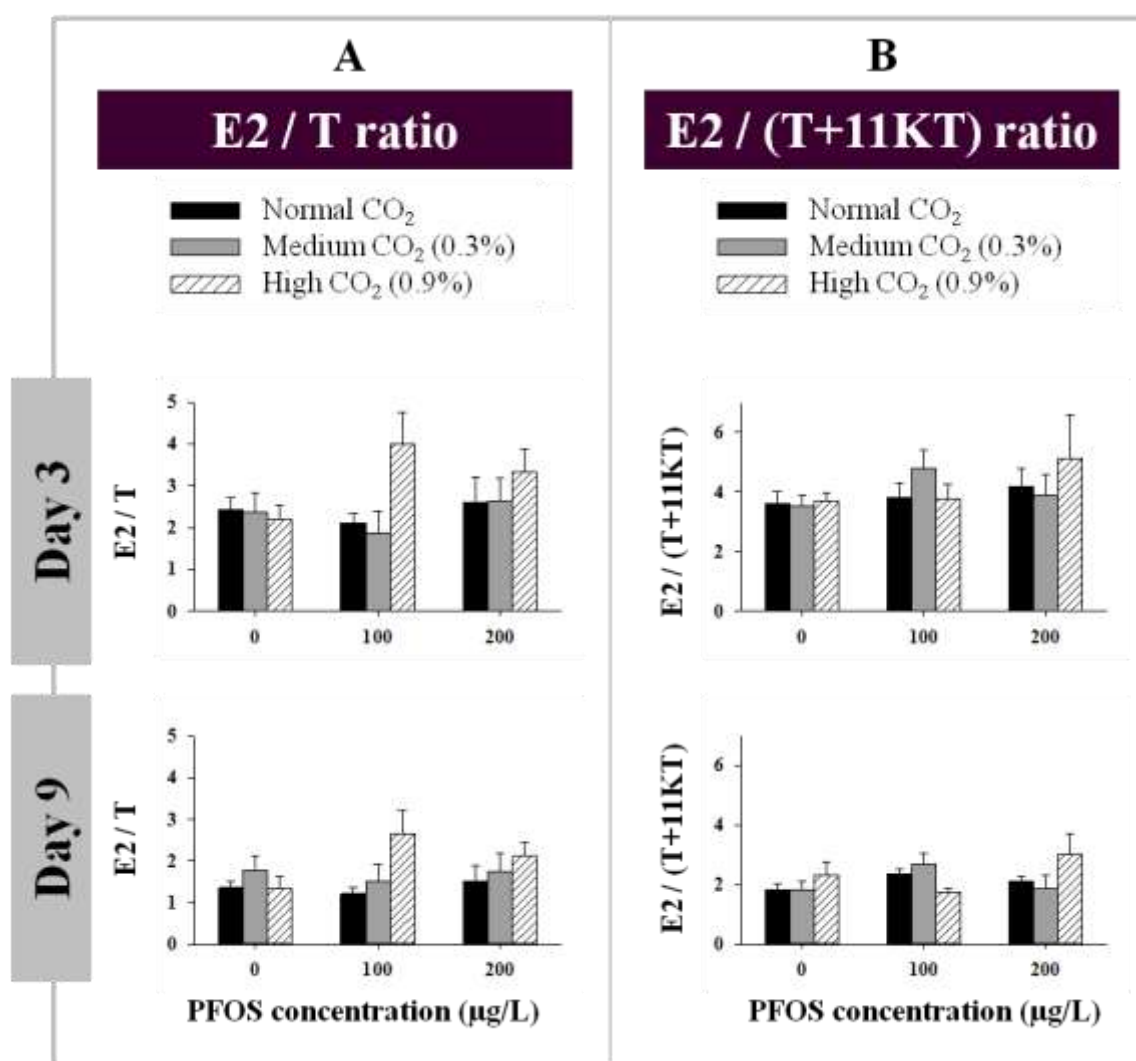 A
E2 / T ratio
Normal CO₂
Medium CO₂ (0.3%)
High CO₂ (0.9%)
B
E2 / (T+11KT) ratio
Normal CO₂
Medium CO₂ (0.3%)
High CO₂ (0.9%)
Day 3
E2 / T
5
4
3
2
1
0
0 100 200
E2 / (T+11KT)
6
4
2
0
0 100 200
Day 9
E2 / T
5
4
3
2
1
0
0 100 200
PFOS concentration (µg/L)
E2 / (T+11KT)
6
4
2
0
0 100 200
PFOS concentration (µg/L)